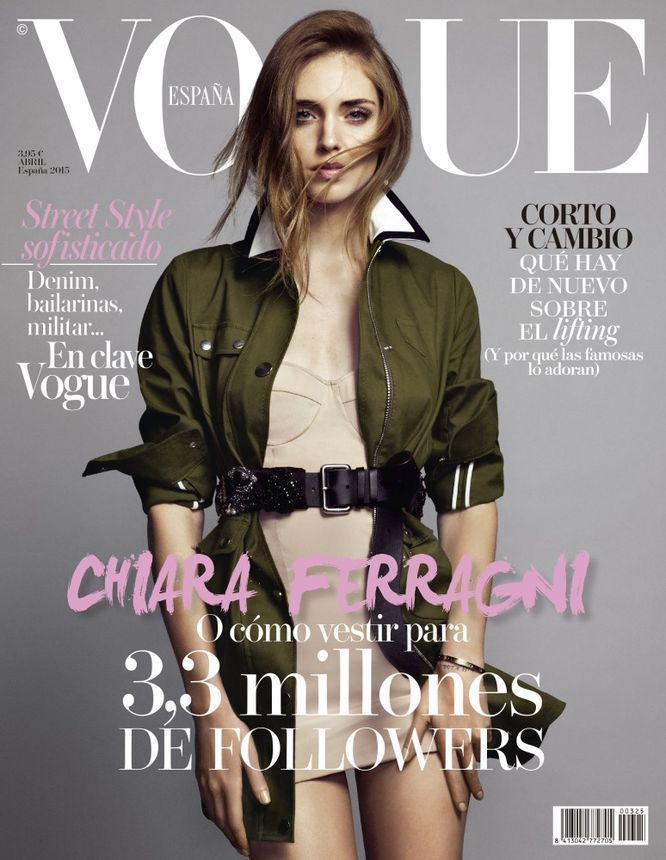 ©
VOGUE
ESPAÑA
3,95 €
ABRIL
España 2015
Street Style
sofisticado
Denim,
bailarinas,
militar...
En clave
Vogue
CORTO
Y CAMBIO
QUÉ HAY
DE NUEVO
SOBRE
EL lifting
(Y por qué las famosas
lo adoran)
CHIARA FERRAGNI
O cómo vestir para
3,3 millones
DE FOLLOWERS
00325
8 413042 772705